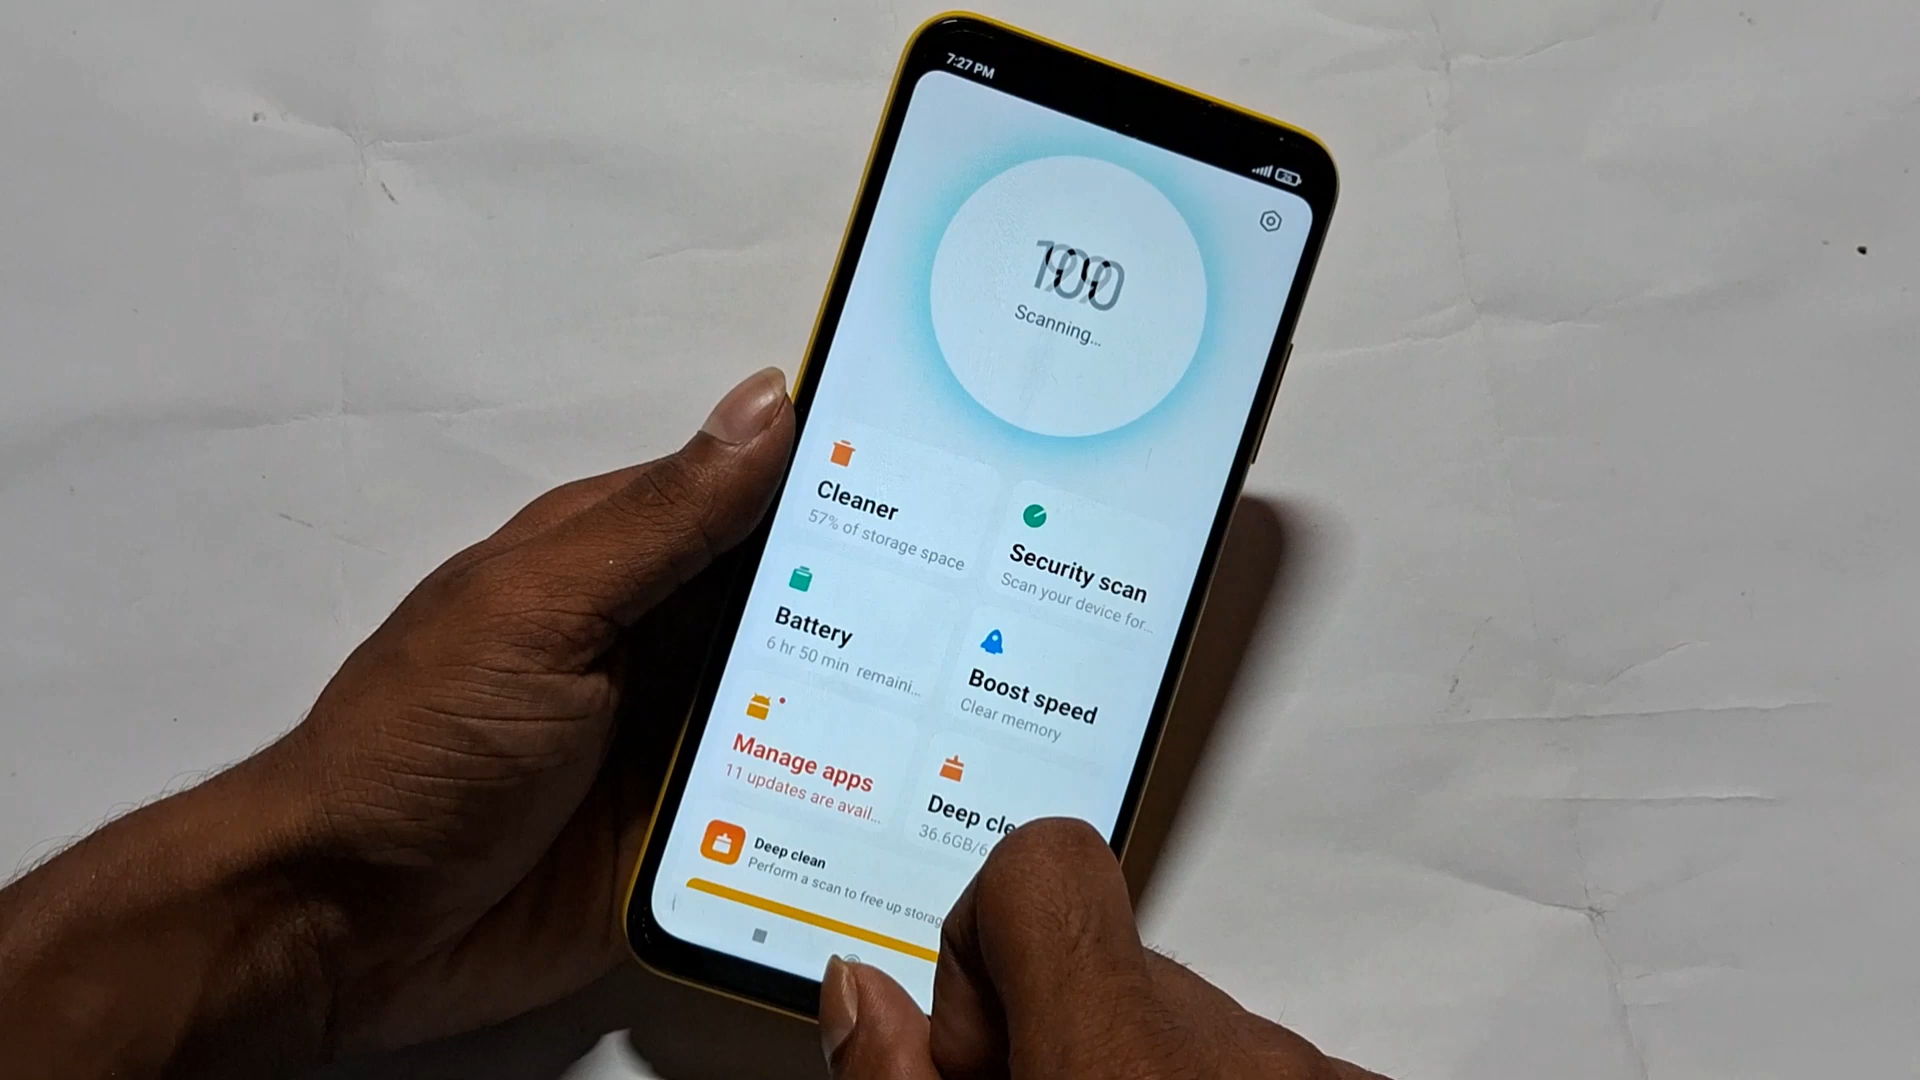 7:27 PM
Scanning...
Cleaner
57% of storage space
Security scan
Scan your device for...
Battery
6 hr 50 min remaini...
Boost speed
Clear memory
Manage apps
11 updates are avail...
Deep cle
36.6GB/6
Deep clean
Perform a scan to free up storag